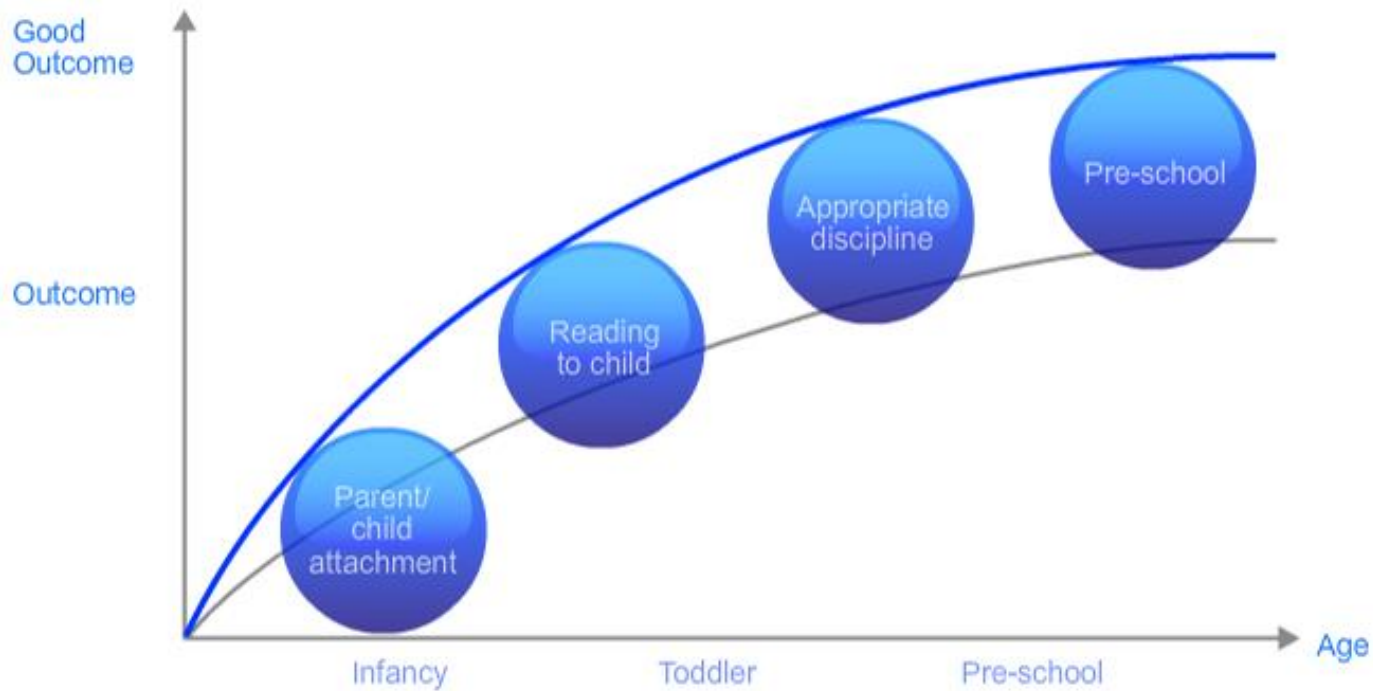 Good
Outcome
Outcome
Parent/
child
attachment
Reading
to child
Appropriate
discipline
Pre-school
Infancy
Toddler
Pre-school
Age